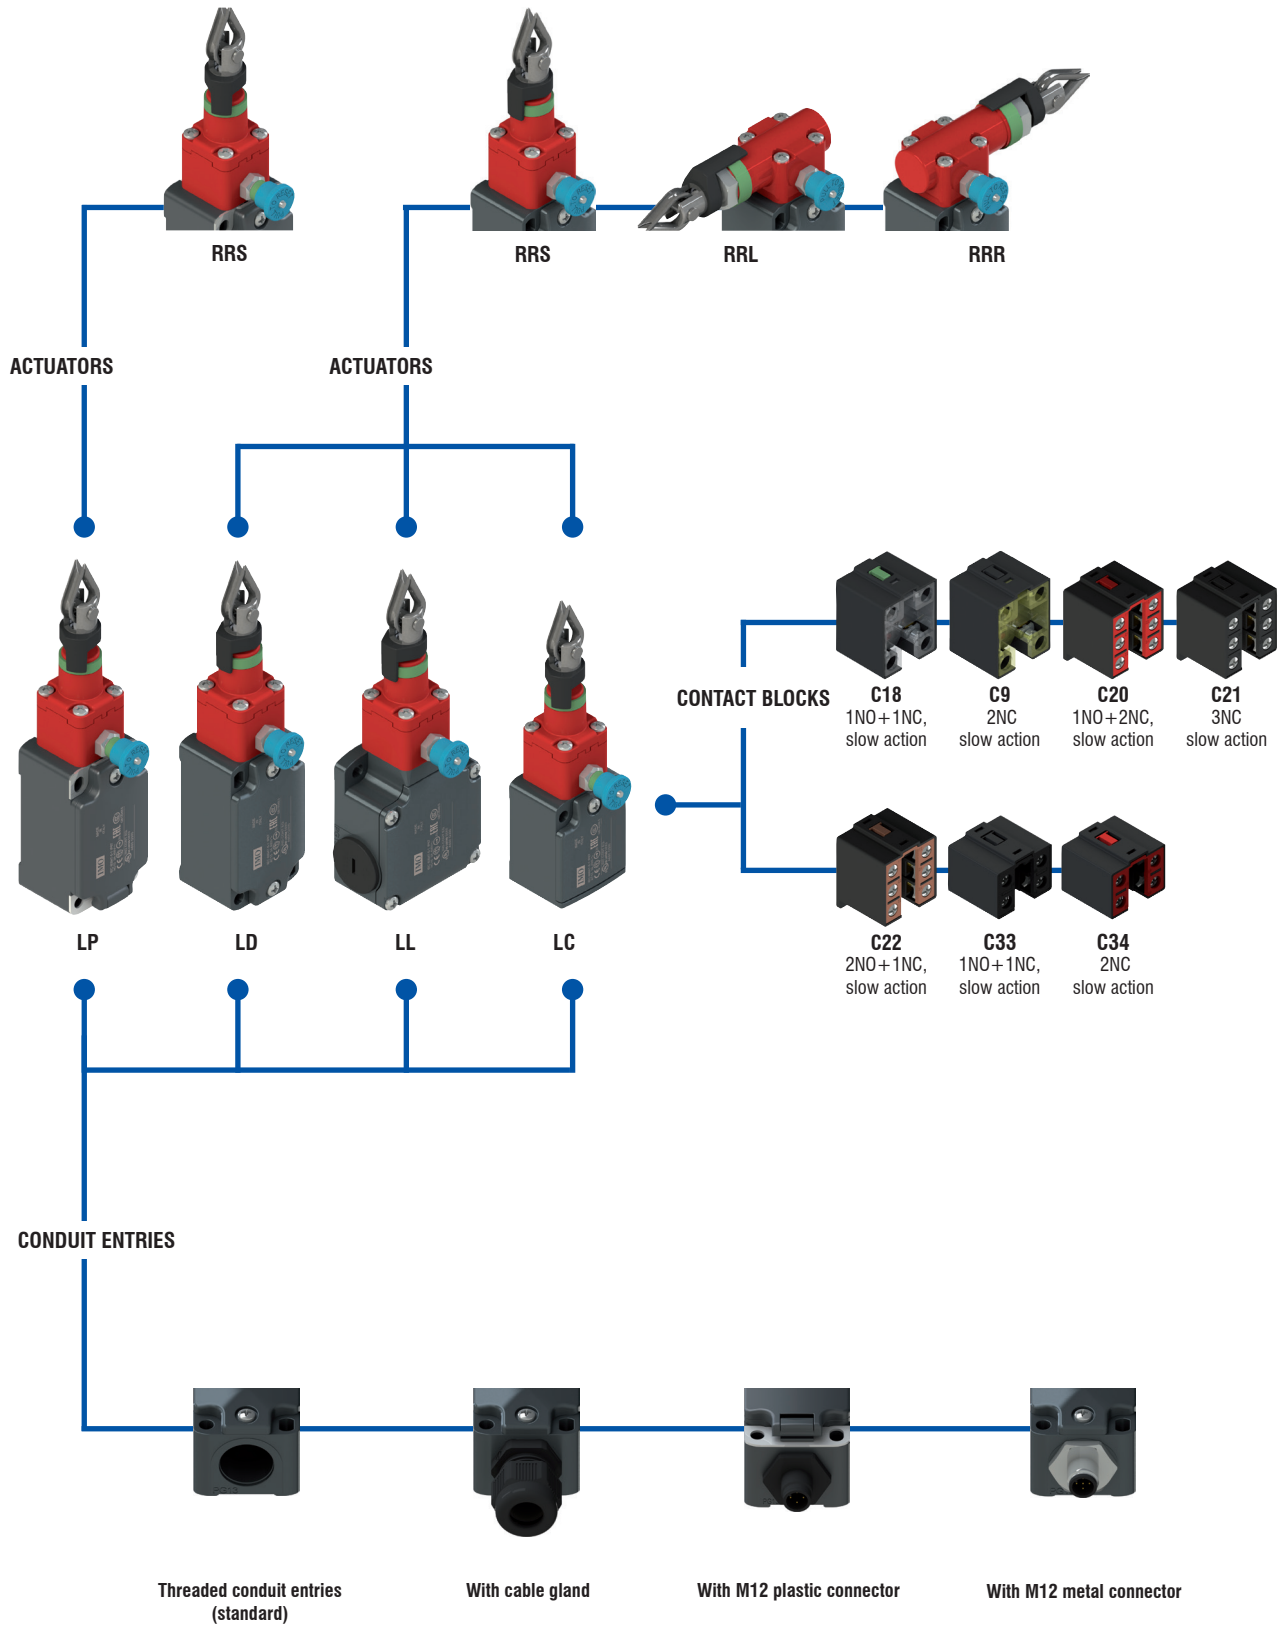 RRS
RRS
RRL
RRR
ACTUATORS
ACTUATORS
CONTACT BLOCKS
C18
1NO+1NC,
slow action
C9
2NC
slow action
C20
1NO+2NC,
slow action
C21
3NC
slow action
C22
2NO+1NC,
slow action
C33
1NO+1NC,
slow action
C34
2NC
slow action
LP
LD
LL
LC
CONDUIT ENTRIES
Threaded conduit entries
(standard)
With cable gland
With M12 plastic connector
With M12 metal connector